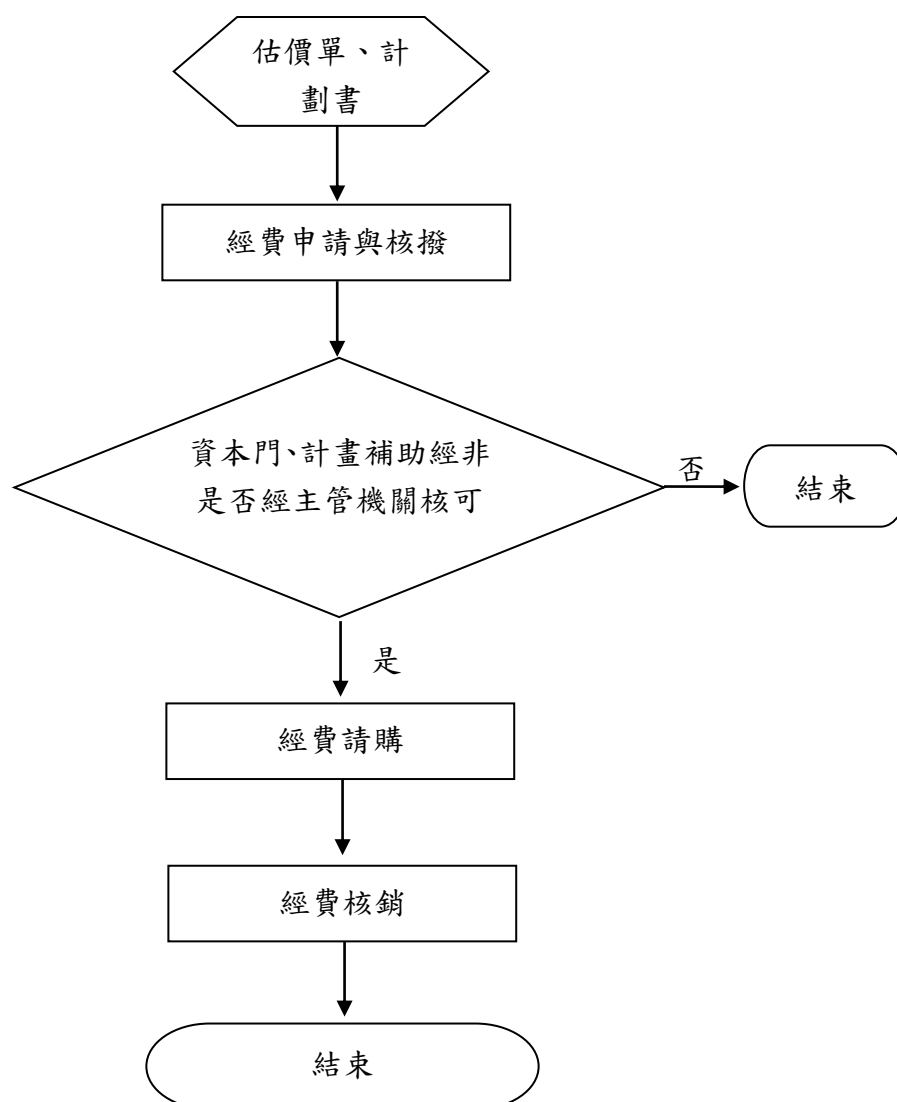 估價單、計
劃書
經費申請與核撥
資本門、計畫補助經非
是否經主管機關核可
否
結束
是
經費請購
經費核銷
結束